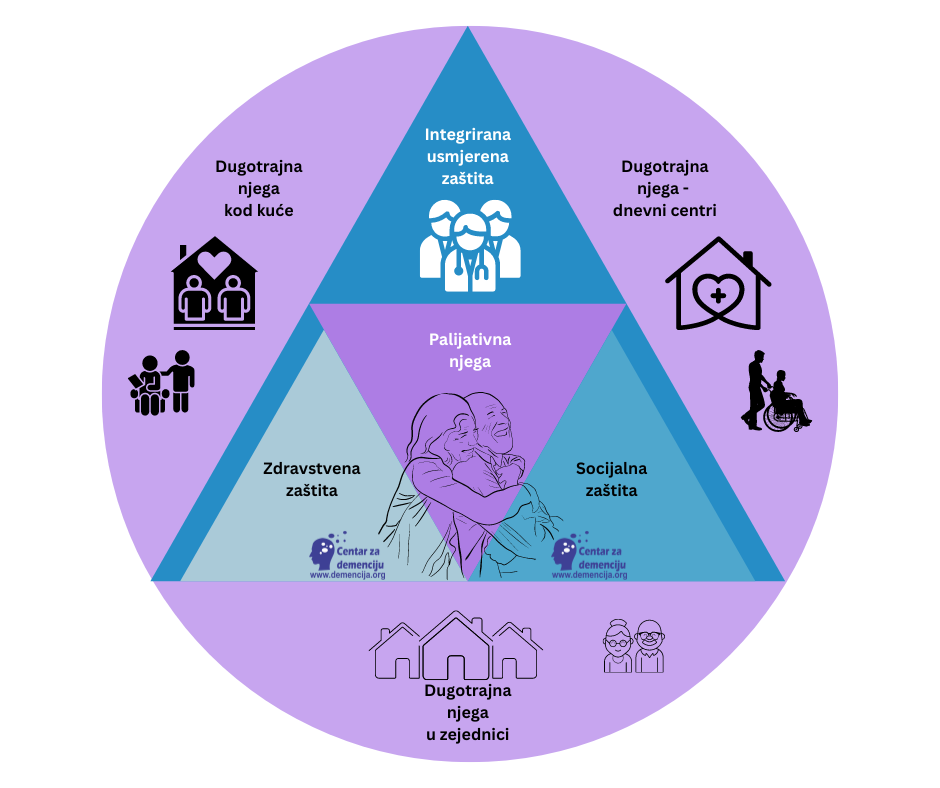 Integrirana
usmjerena
zaštita
Dugotrajna
njega
kod kuće
Dugotrajna
njega -
dnevni centri
Palijativna
njega
Zdravstvena
zaštita
Socijalna
zaštita
Centar za
demenciju
www.demencija.org
Centar za
demenciju
www.demencija.org
Dugotrajna
njega
u zejednici